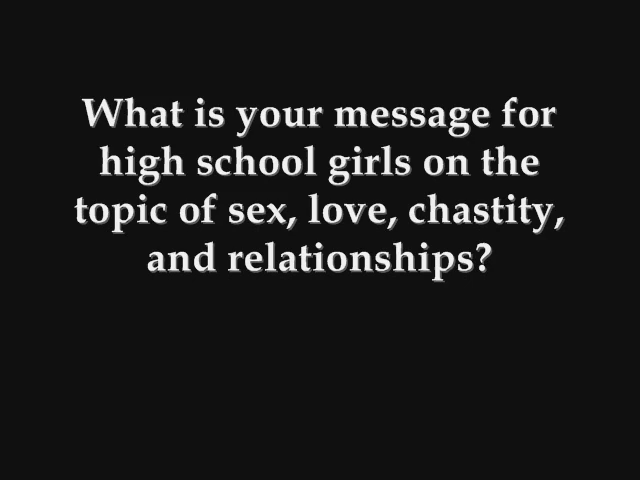 What is your message for
high school girls on the
topic of sex, love, chastity,
and relationships?